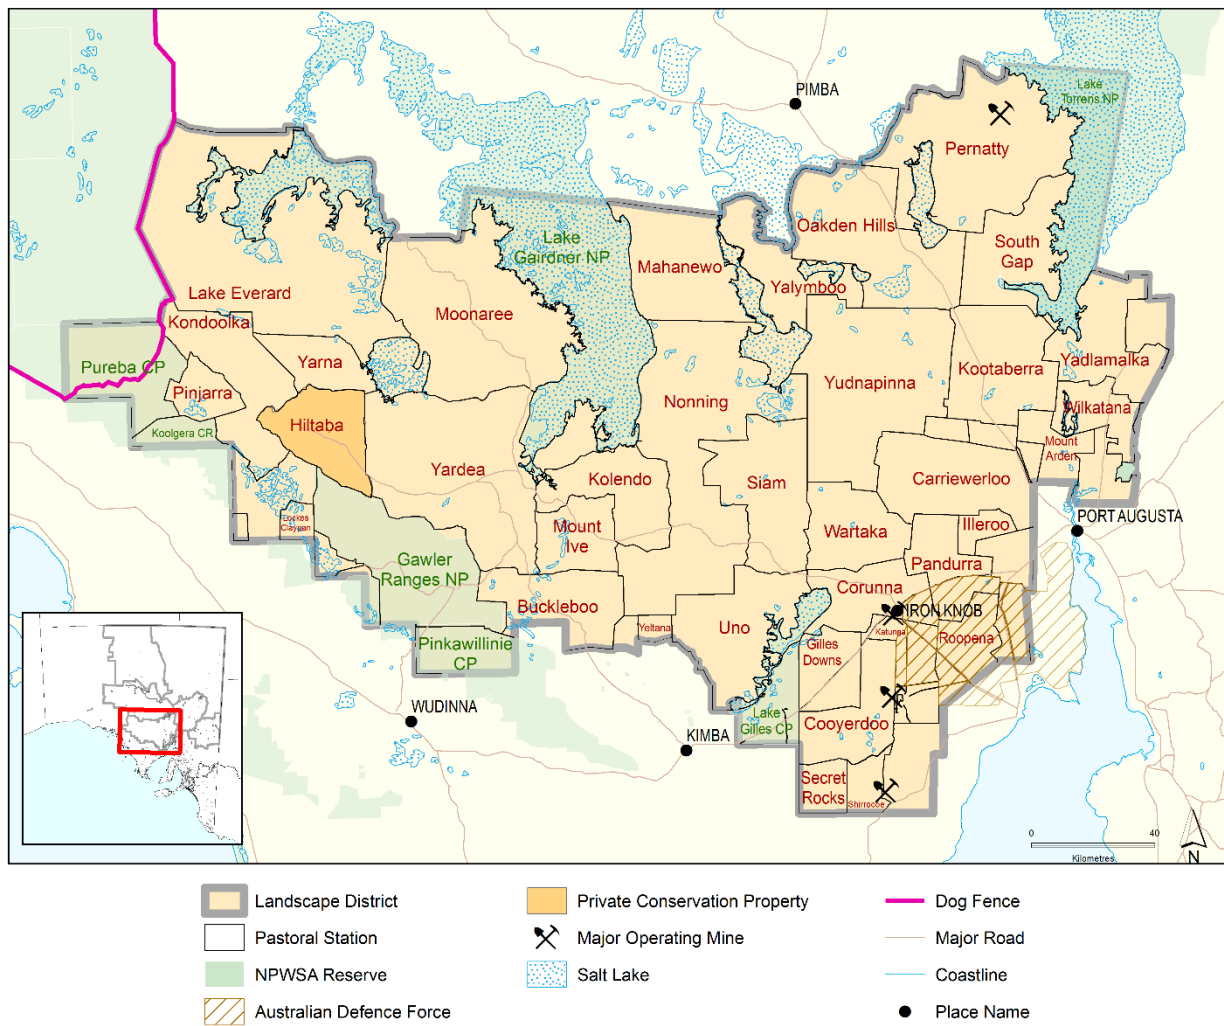 PIMBA
Lake
Torrens NP
Pernatty
Oakden Hills
South
Gap
Lake
Gairdner NP
Mahanewo
Yalymboo
Lake Everard
Moonaree
Kondoolka
Yarna
Pureba CP
Pinjarra
Koolgera CR
Hiltaba
Yardea
Nonning
Yudnapinna
Kootaberra
Yadlamalka
Wilkatana
Mount
Arden
Kolendo
Siam
Carriewerloo
Lockes
Claypan
Mount
Ive
Wartaka
Illeroo
PORT AUGUSTA
Gawler
Ranges NP
Pandurra
Corunna
Buckleboo
IRON KNOB
Yeltana
Uno
Katunga
Roopena
Pinkawillinie
CP
Gilles
Downs
WUDINNA
Lake
Gilles CP
Cooyerdoo
KIMBA
Secret
Rocks
Shirrocoe
0 40
Kilometres
N
Landscape District
Pastoral Station
NPWSA Reserve
Australian Defence Force
Private Conservation Property
Major Operating Mine
Salt Lake
Dog Fence
Major Road
Coastline
Place Name